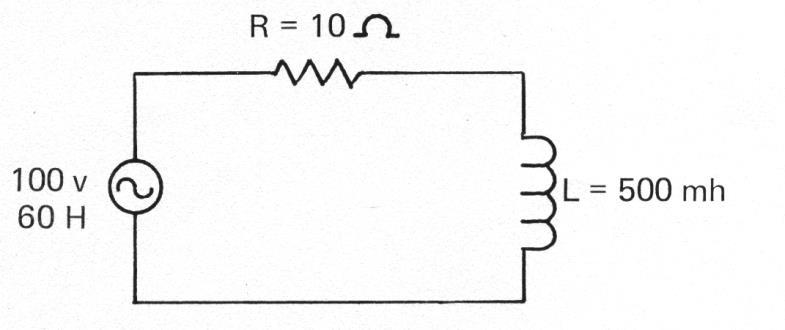 R = 10 Ω
100 v
60 H
L = 500 mh